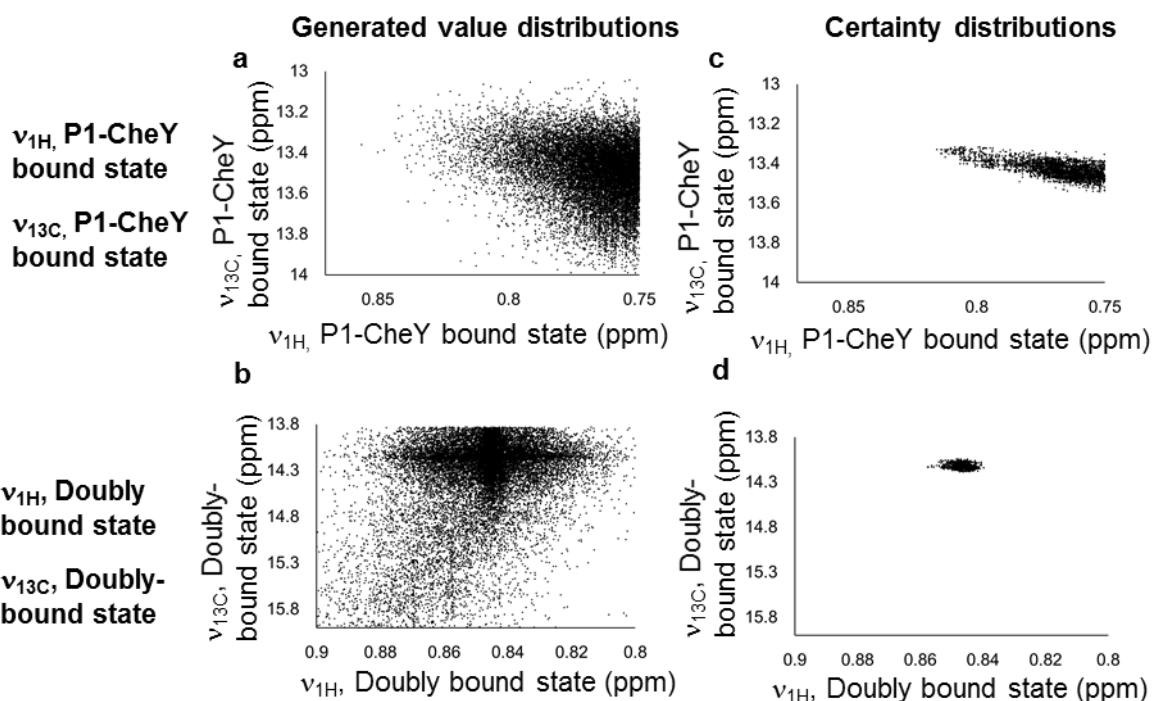 Generated value distributions
Certainty distributions
ν1H, P1-CheY
bound state
ν13C, P1-CheY
bound state
a
ν13C, P1-CheY
bound state (ppm)
13
13.2
13.4
13.6
13.8
14
0.85
0.8
0.75
ν1H, P1-CheY bound state (ppm)
c
ν13C, P1-CheY
bound state (ppm)
13
13.2
13.4
13.6
13.8
14
0.85
0.8
0.75
ν1H, P1-CheY bound state (ppm)
ν1H, Doubly
bound state
ν13C, Doubly-
bound state
b
ν13C, Doubly-
bound state (ppm)
13.8
14.3
14.8
15.3
15.8
0.9
0.88
0.86
0.84
0.82
0.8
ν1H, Doubly bound state (ppm)
d
ν13C, Doubly-
bound state (ppm)
13.8
14.3
14.8
15.3
15.8
0.9
0.88
0.86
0.84
0.82
0.8
ν1H, Doubly bound state (ppm)